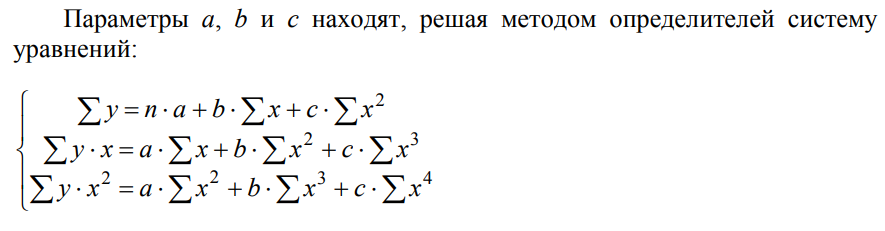 Параметры a, b и c находят, решая методом определителей систему
уравнений:
∑y = n · a + b · ∑x + c · ∑x²
∑y · x = a · ∑x + b · ∑x² + c · ∑x³
∑y · x² = a · ∑x² + b · ∑x³ + c · ∑x⁴